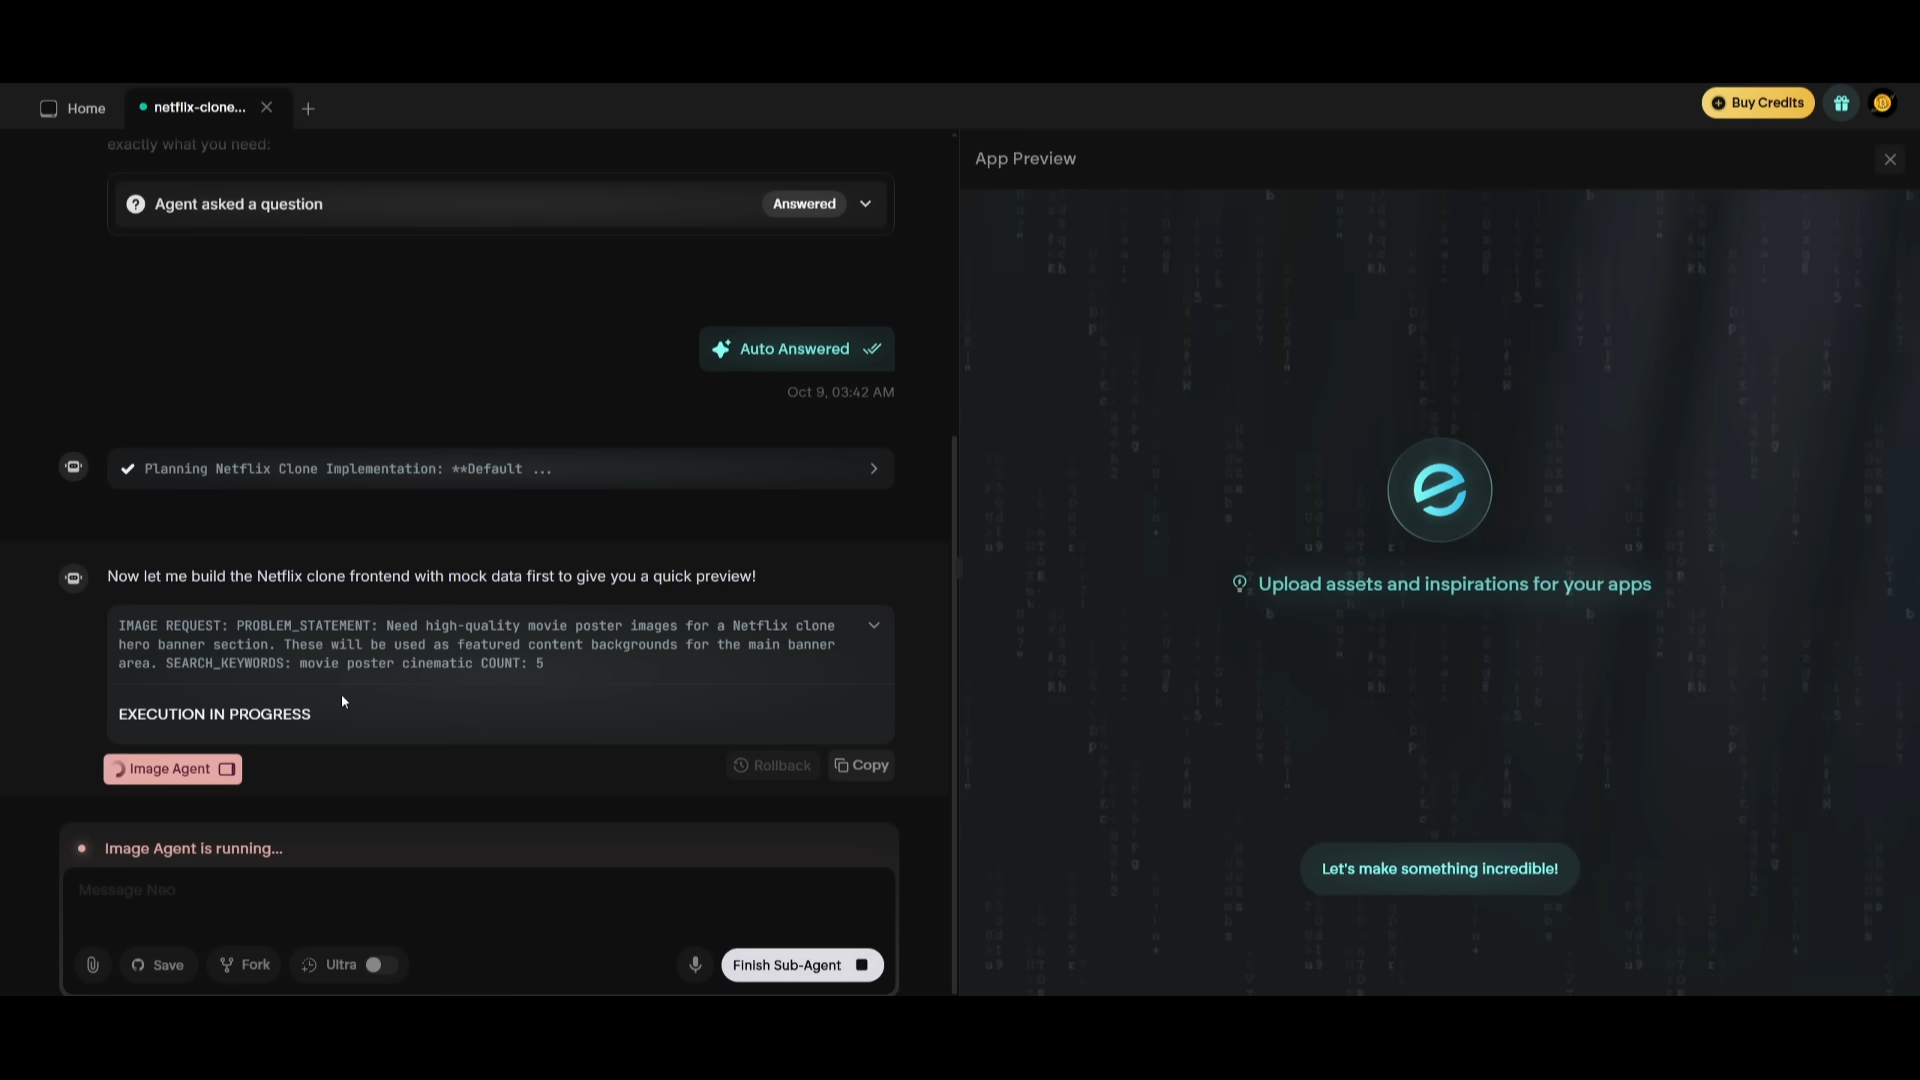 Home
netflix-clone...
Buy Credits
exactly what you need:
App Preview
Agent asked a question
Answered
Auto Answered
Oct 9, 03:42 AM
Planning Netflix Clone Implementation: **Default ...
Now let me build the Netflix clone frontend with mock data first to give you a quick preview!
IMAGE REQUEST: PROBLEM_STATEMENT: Need high-quality movie poster images for a Netflix clone
hero banner section. These will be used as featured content backgrounds for the main banner
area. SEARCH_KEYWORDS: movie poster cinematic COUNT: 5
EXECUTION IN PROGRESS
Image Agent
Rollback
Copy
Image Agent is running...
Message Neo
Save
Fork
Ultra
Finish Sub-Agent
Upload assets and inspirations for your apps
Let's make something incredible!